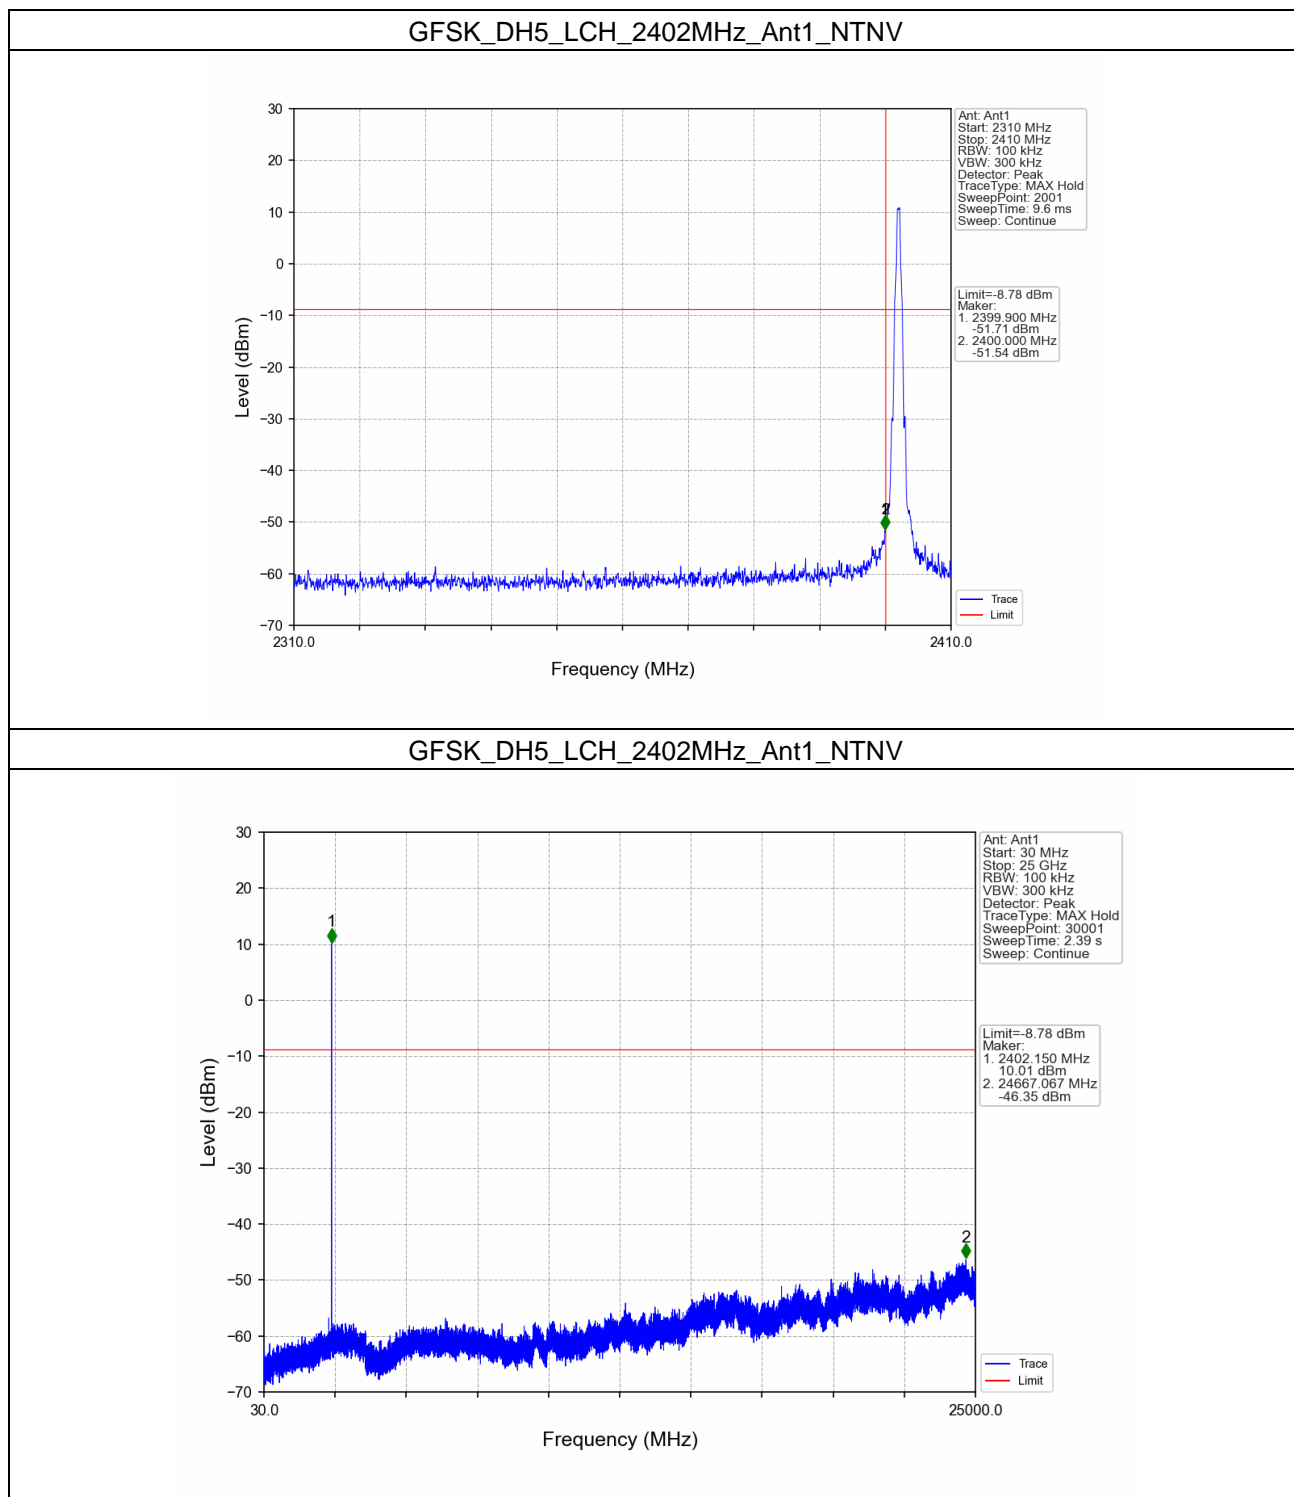 GFSK_DH5_LCH_2402MHz_Ant1_NTNV
30
20
10
0
−10
−20
−30
−40
−50
−60
−70
Level (dBm)
2310.0
2410.0
Frequency (MHz)
Ant: Ant1
Start: 2310 MHz
Stop: 2410 MHz
RBW: 100 kHz
VBW: 300 kHz
Detector: Peak
TraceType: MAX Hold
SweepPoint: 2001
SweepTime: 9.6 ms
Sweep: Continue
Limit=-8.78 dBm
Maker:
1. 2399.900 MHz
-51.71 dBm
2. 2400.000 MHz
-51.54 dBm
Trace
Limit
GFSK_DH5_LCH_2402MHz_Ant1_NTNV
30
20
10
0
−10
−20
−30
−40
−50
−60
−70
Level (dBm)
1
2
30.0
25000.0
Frequency (MHz)
Ant: Ant1
Start: 30 MHz
Stop: 25 GHz
RBW: 100 kHz
VBW: 300 kHz
Detector: Peak
TraceType: MAX Hold
SweepPoint: 30001
SweepTime: 2.39 s
Sweep: Continue
Limit=-8.78 dBm
Maker:
1. 2402.150 MHz
10.01 dBm
2. 24667.067 MHz
-46.35 dBm
Trace
Limit